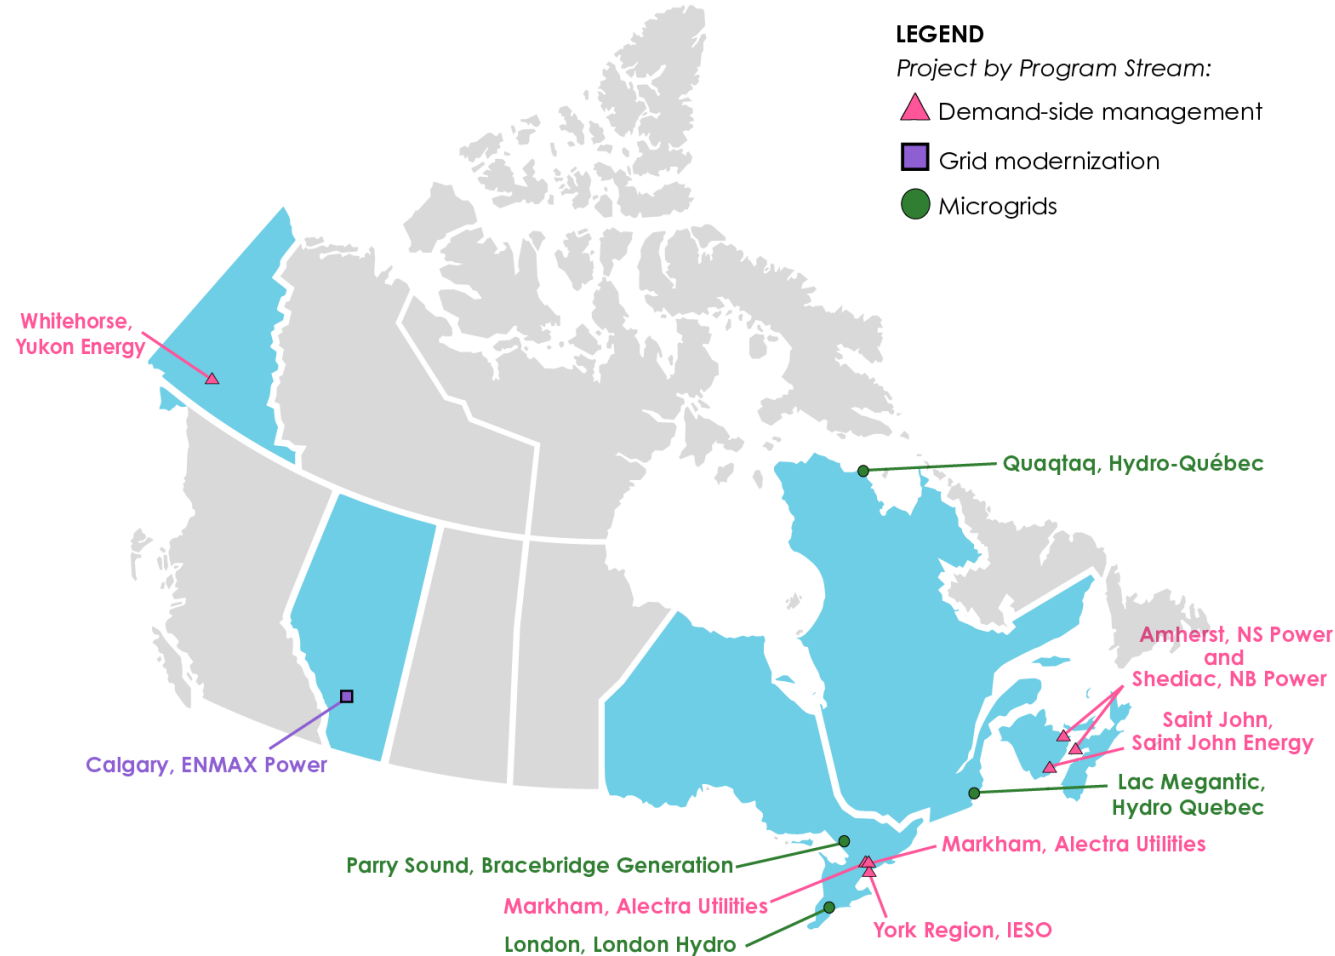 LEGEND
Project by Program Stream:
Demand-side management
Grid modernization
Microgrids
Whitehorse,
Yukon Energy
Quaqtaq, Hydro-Québec
Amherst, NS Power
and
Shediac, NB Power
Saint John,
Saint John Energy
Calgary, ENMAX Power
Lac Megantic,
Hydro Quebec
Markham, Alectra Utilities
Parry Sound, Bracebridge Generation
Markham, Alectra Utilities
York Region, IESO
London, London Hydro